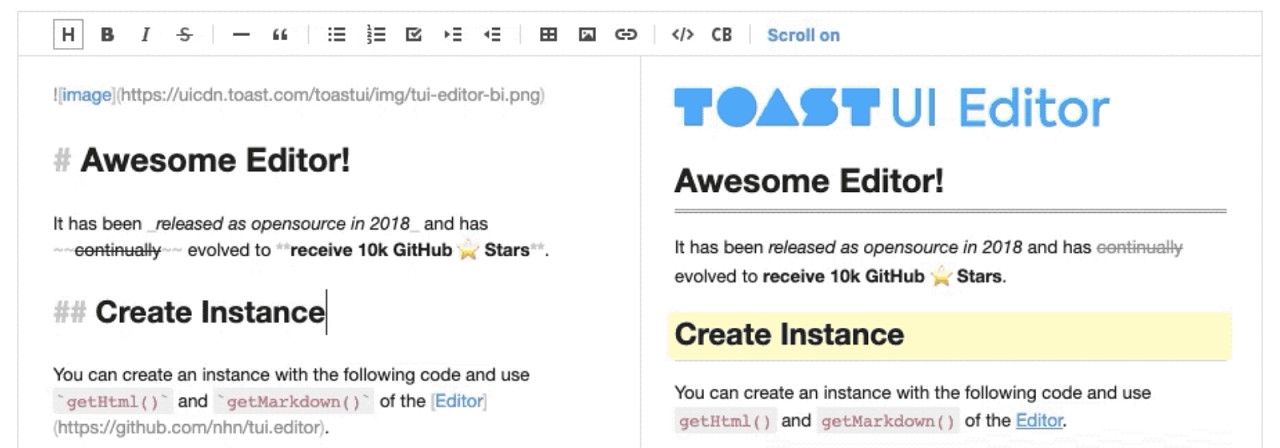 H B I S “ </> CB Scroll on
![image](https://uicdn.toast.com/toastui/img/tui-editor-bi.png)
# Awesome Editor!
It has been _released as opensource in 2018_ and has
~~continually~~ evolved to **receive 10k GitHub ⭐ Stars**.
## Create Instance
You can create an instance with the following code and use
`getHtml()` and `getMarkdown()` of the [Editor]
(https://github.com/nhn/tui.editor).
TOAST UI Editor
Awesome Editor!
It has been released as opensource in 2018 and has continually
evolved to receive 10k GitHub ⭐ Stars.
Create Instance
You can create an instance with the following code and use
getHtml() and getMarkdown() of the Editor.